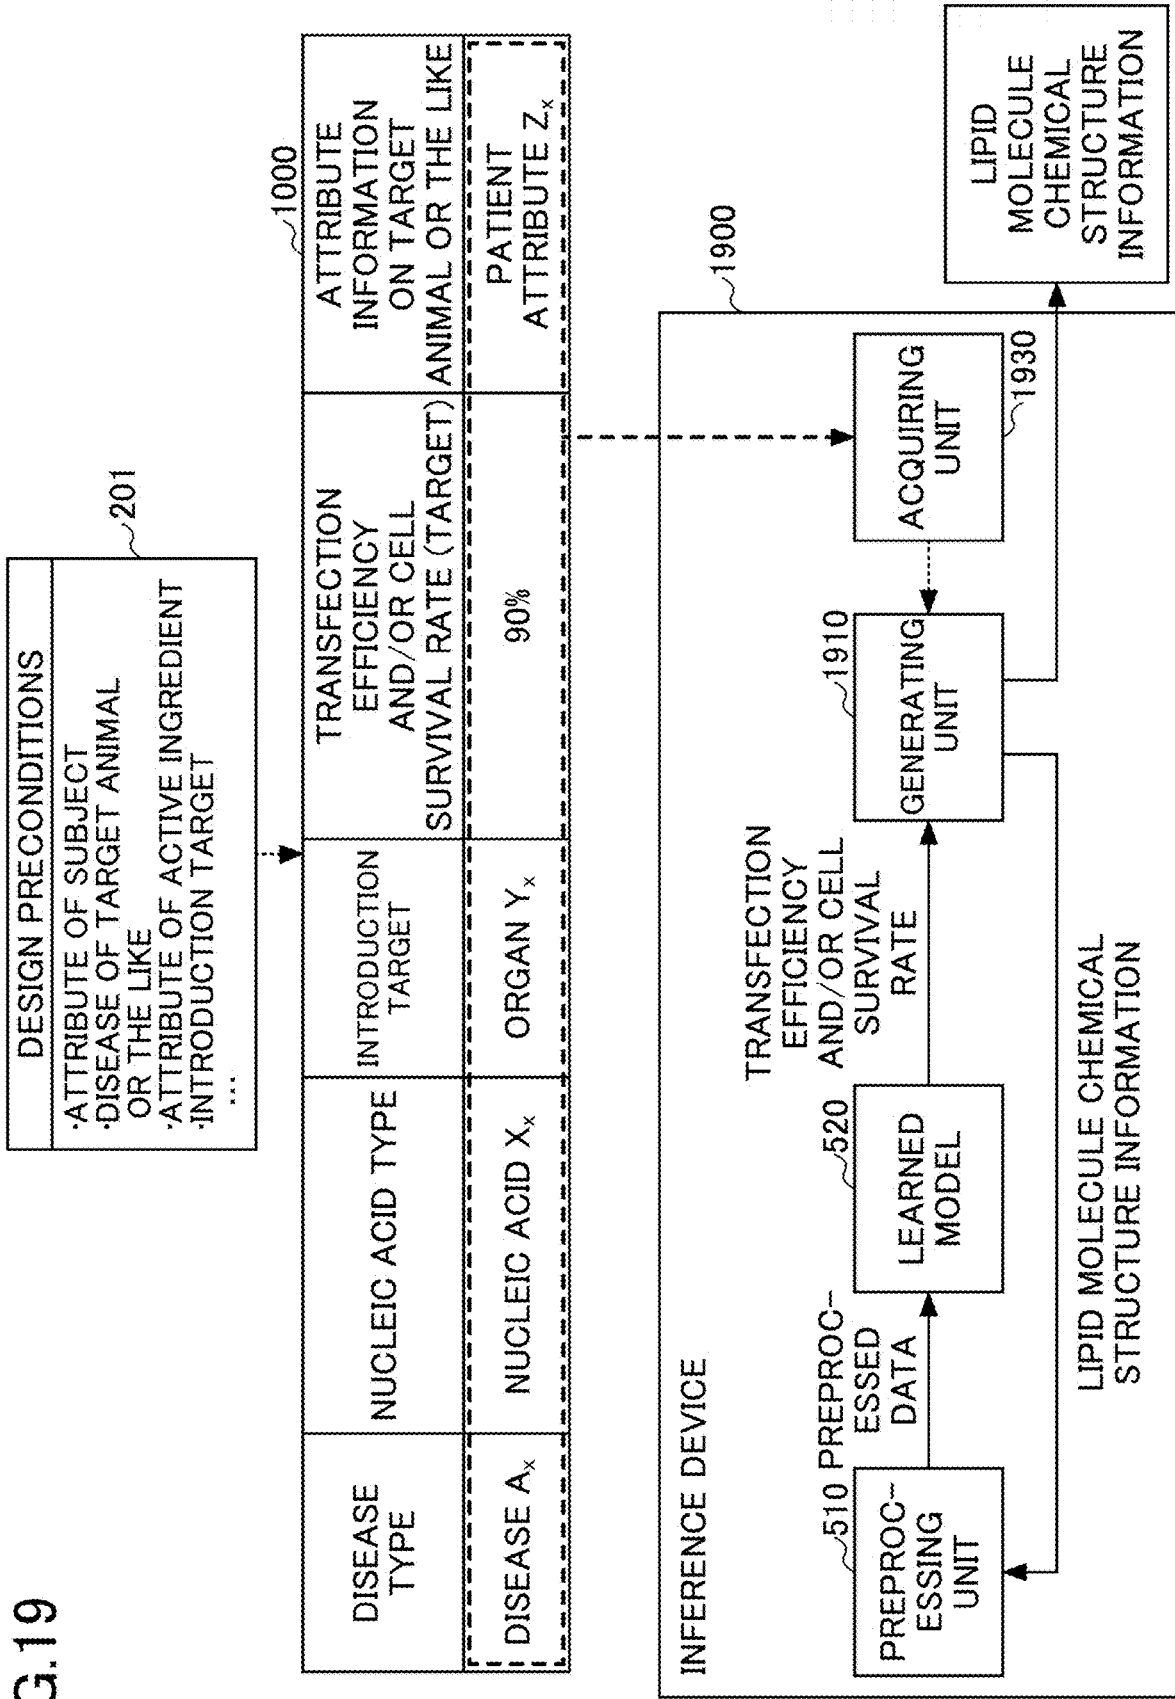 G.19
DESIGN PRECONDITIONS
·ATTRIBUTE OF SUBJECT
·DISEASE OF TARGET ANIMAL
OR THE LIKE
·ATTRIBUTE OF ACTIVE INGREDIENT
·INTRODUCTION TARGET
...
201
1000
DISEASE
TYPE
NUCLEIC ACID TYPE
INTRODUCTION
TARGET
TRANSFECTION
EFFICIENCY
AND/OR CELL
SURVIVAL RATE (TARGET)
ATTRIBUTE
INFORMATION
ON TARGET
ANIMAL OR THE LIKE
DISEASE Ax
NUCLEIC ACID Xx
ORGAN Yx
90%
PATIENT
ATTRIBUTE Zx
1900
INFERENCE DEVICE
510
PREPROC-
ESSING
UNIT
PREPROC-
ESSED
DATA
520
LEARNED
MODEL
TRANSFECTION
EFFICIENCY
AND/OR CELL
SURVIVAL
RATE
1910
GENERATING
UNIT
ACQUIRING
UNIT
1930
LIPID MOLECULE CHEMICAL
STRUCTURE INFORMATION
LIPID
MOLECULE
CHEMICAL
STRUCTURE
INFORMATION